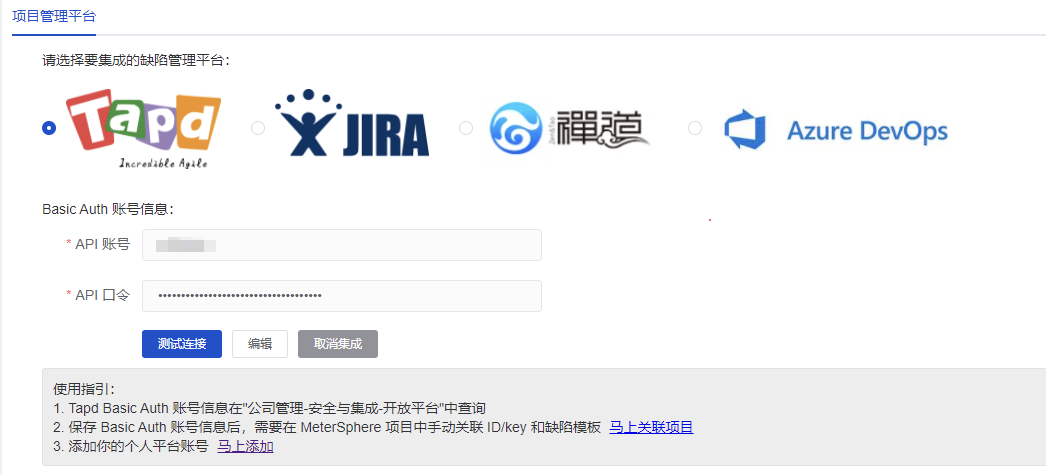 项目管理平台
请选择要集成的缺陷管理平台：
Tapd
Incredible Agile
JIRA
禪道
Azure DevOps
Basic Auth 账号信息：
* API 账号
* API 口令 ••••••••••••••••••••••••••••••••••••
测试连接 编辑 取消集成
使用指引：
1. Tapd Basic Auth 账号信息在"公司管理-安全与集成-开放平台"中查询
2. 保存 Basic Auth 账号信息后，需要在 MeterSphere 项目中手动关联 ID/key 和缺陷模板 马上关联项目
3. 添加你的个人平台账号 马上添加